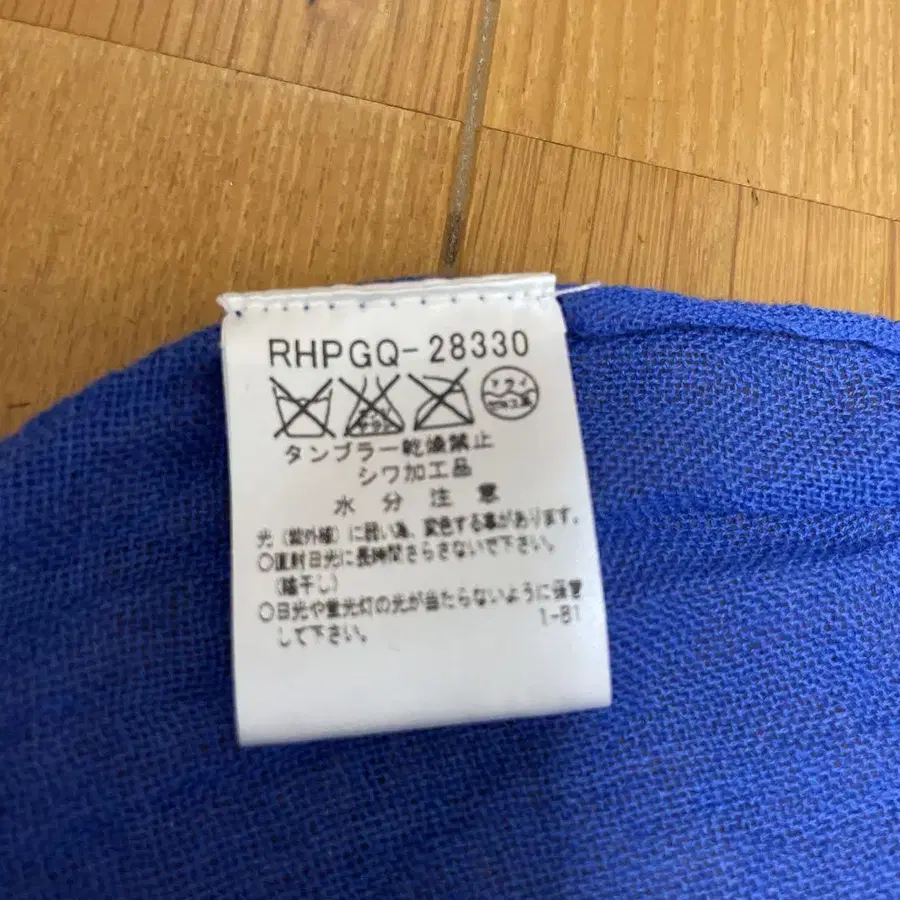 RHPGQ-28330
タンブラー乾燥禁止
シワ加工品
水分注意
光(紫外線)に弱い為、変色する事があります。
○直射日光に長時間さらさないで下さい。
(陰干し)
○日光や蛍光灯の光が当たらないように保管
して下さい。
1-81